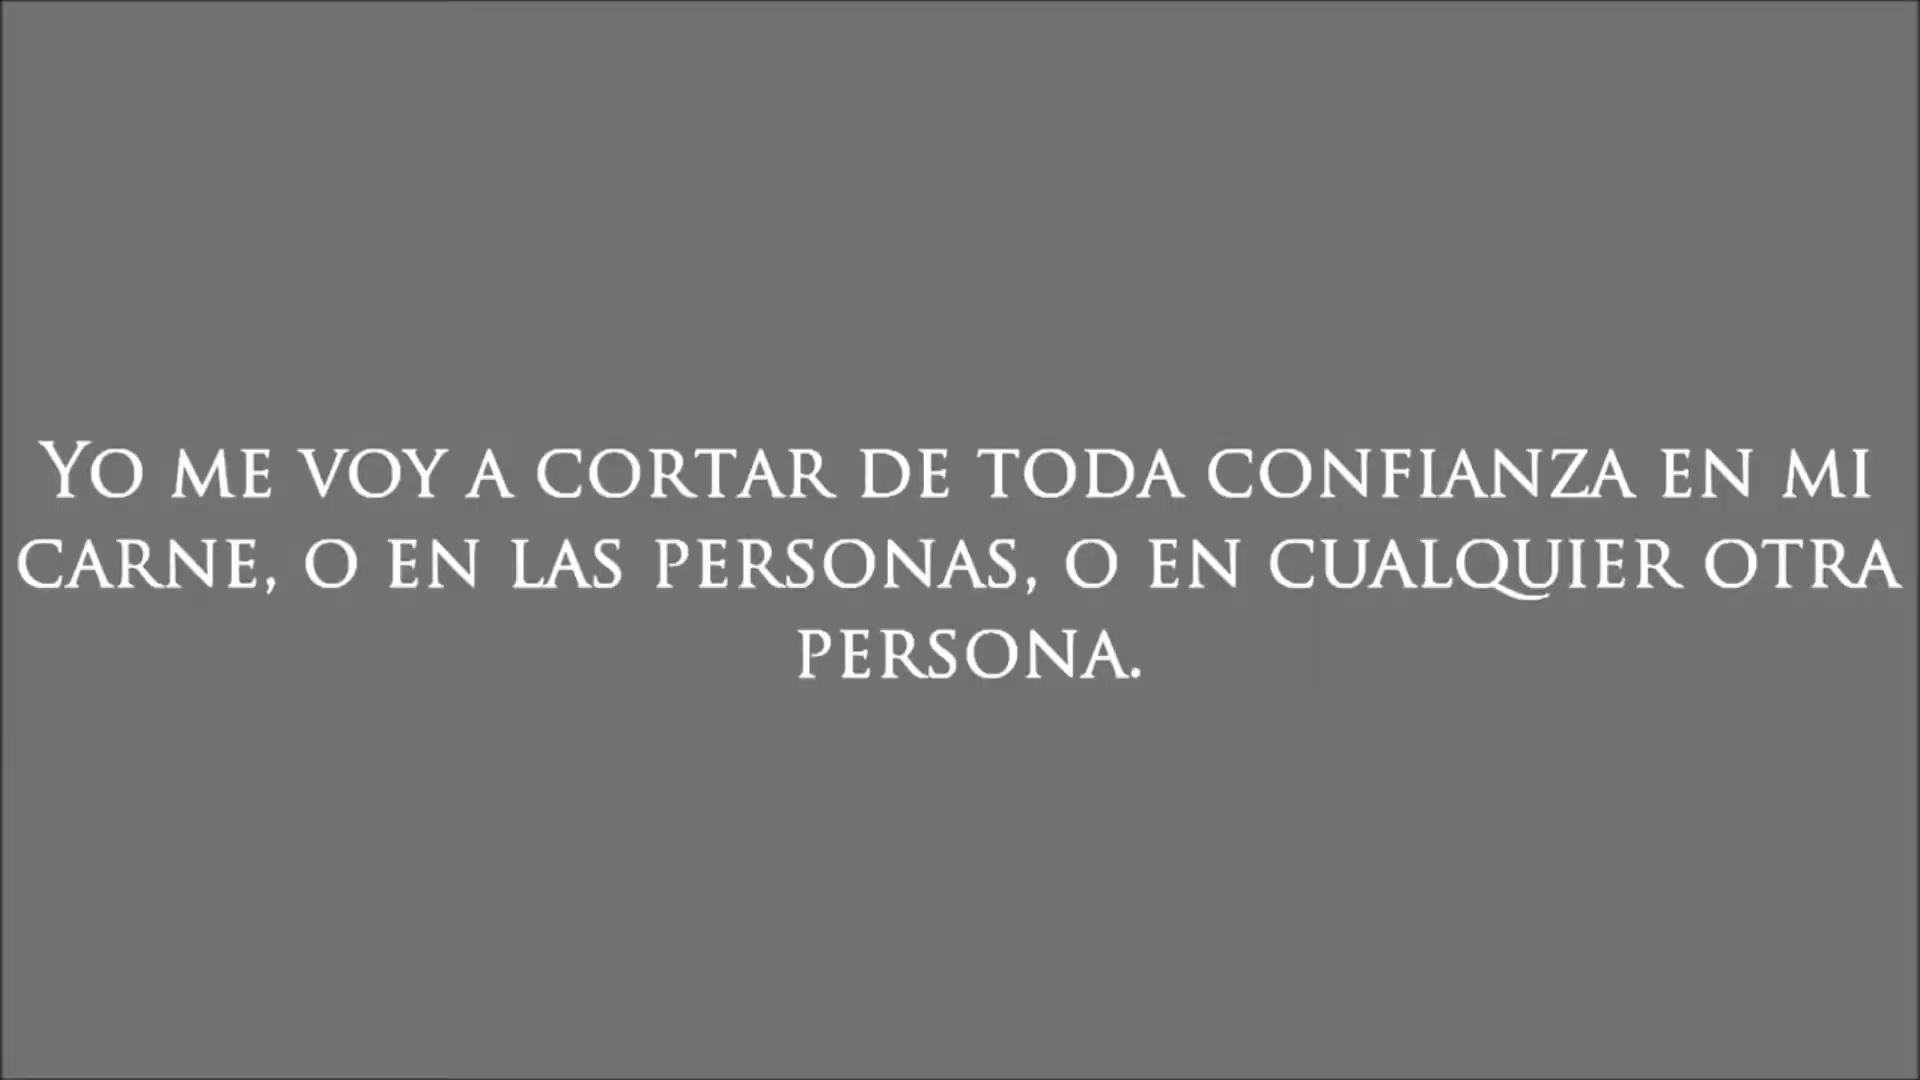 Yo me voy a cortar de toda confianza en mi
carne, o en las personas, o en cualquier otra
persona.